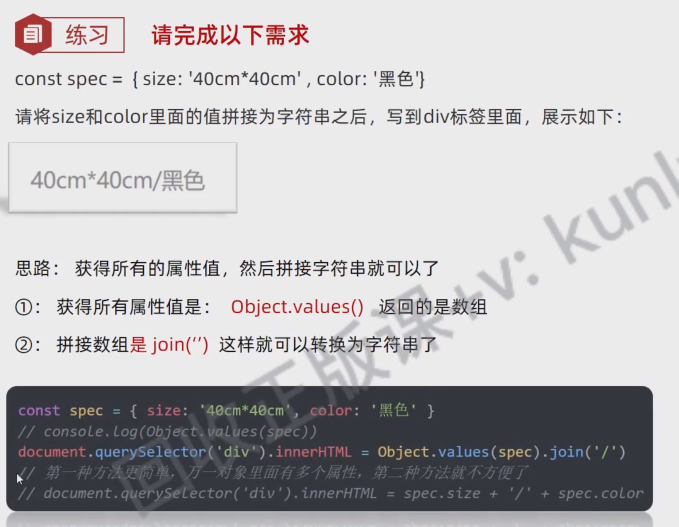 练习 请完成以下需求
const spec = { size: '40cm*40cm' , color: '黑色'}
请将size和color里面的值拼接为字符串之后，写到div标签里面，展示如下：
40cm*40cm/黑色
思路： 获得所有的属性值，然后拼接字符串就可以了
①： 获得所有属性值是： Object.values() 返回的是数组
②： 拼接数组是 join('') 这样就可以转换为字符串了
const spec = { size: '40cm*40cm', color: '黑色' }
// console.log(Object.values(spec))
document.querySelector('div').innerHTML = Object.values(spec).join('/')
// 第一种方法更简单，万一对象里面有多个属性，第二种方法就不方便了
// document.querySelector('div').innerHTML = spec.size + '/' + spec.color
正版课+v: kunl